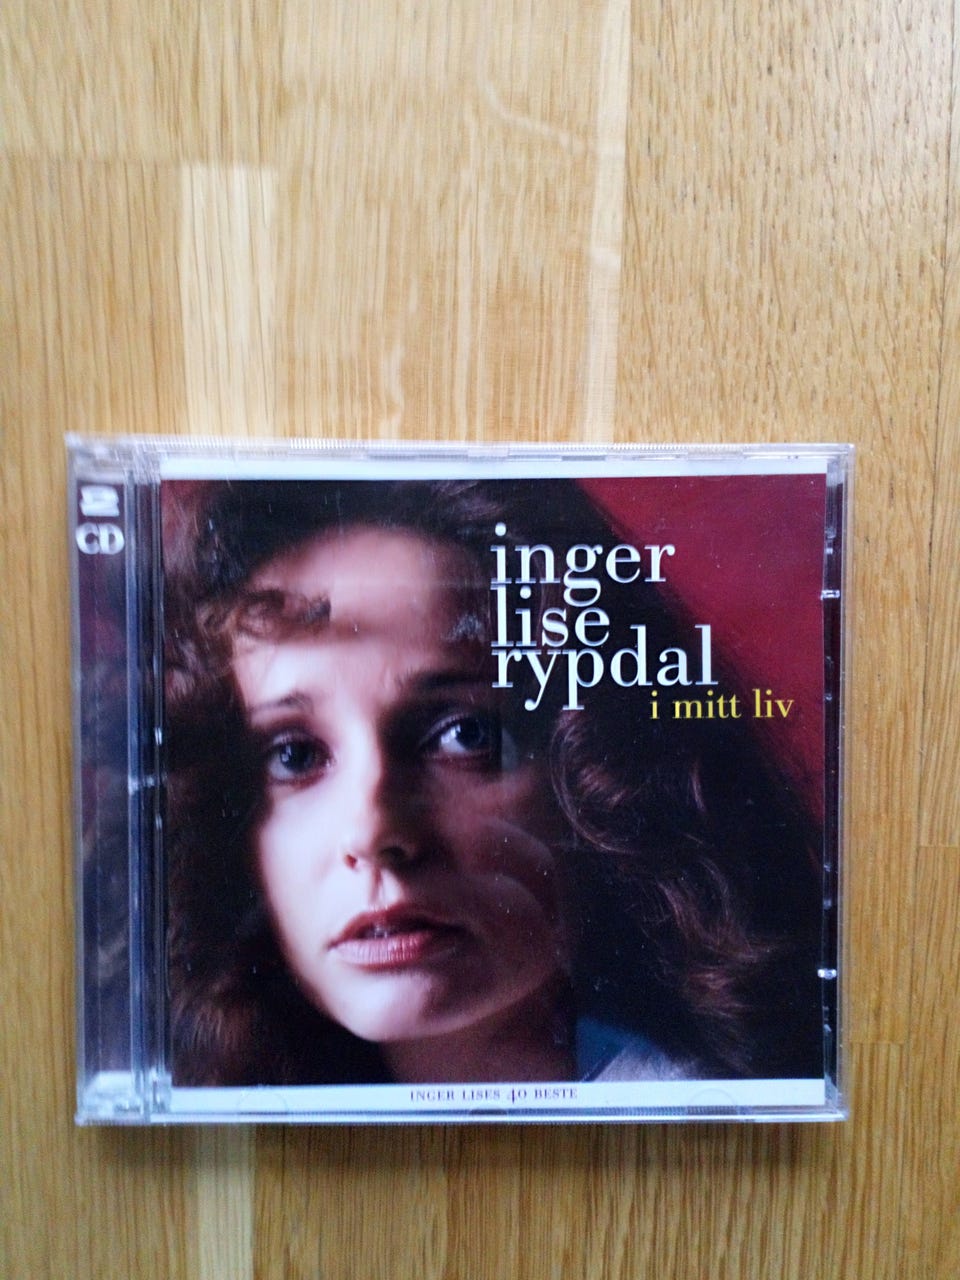 2
CD
inger
lise
rypdal
i mitt liv
INGER LISES 40 BESTE